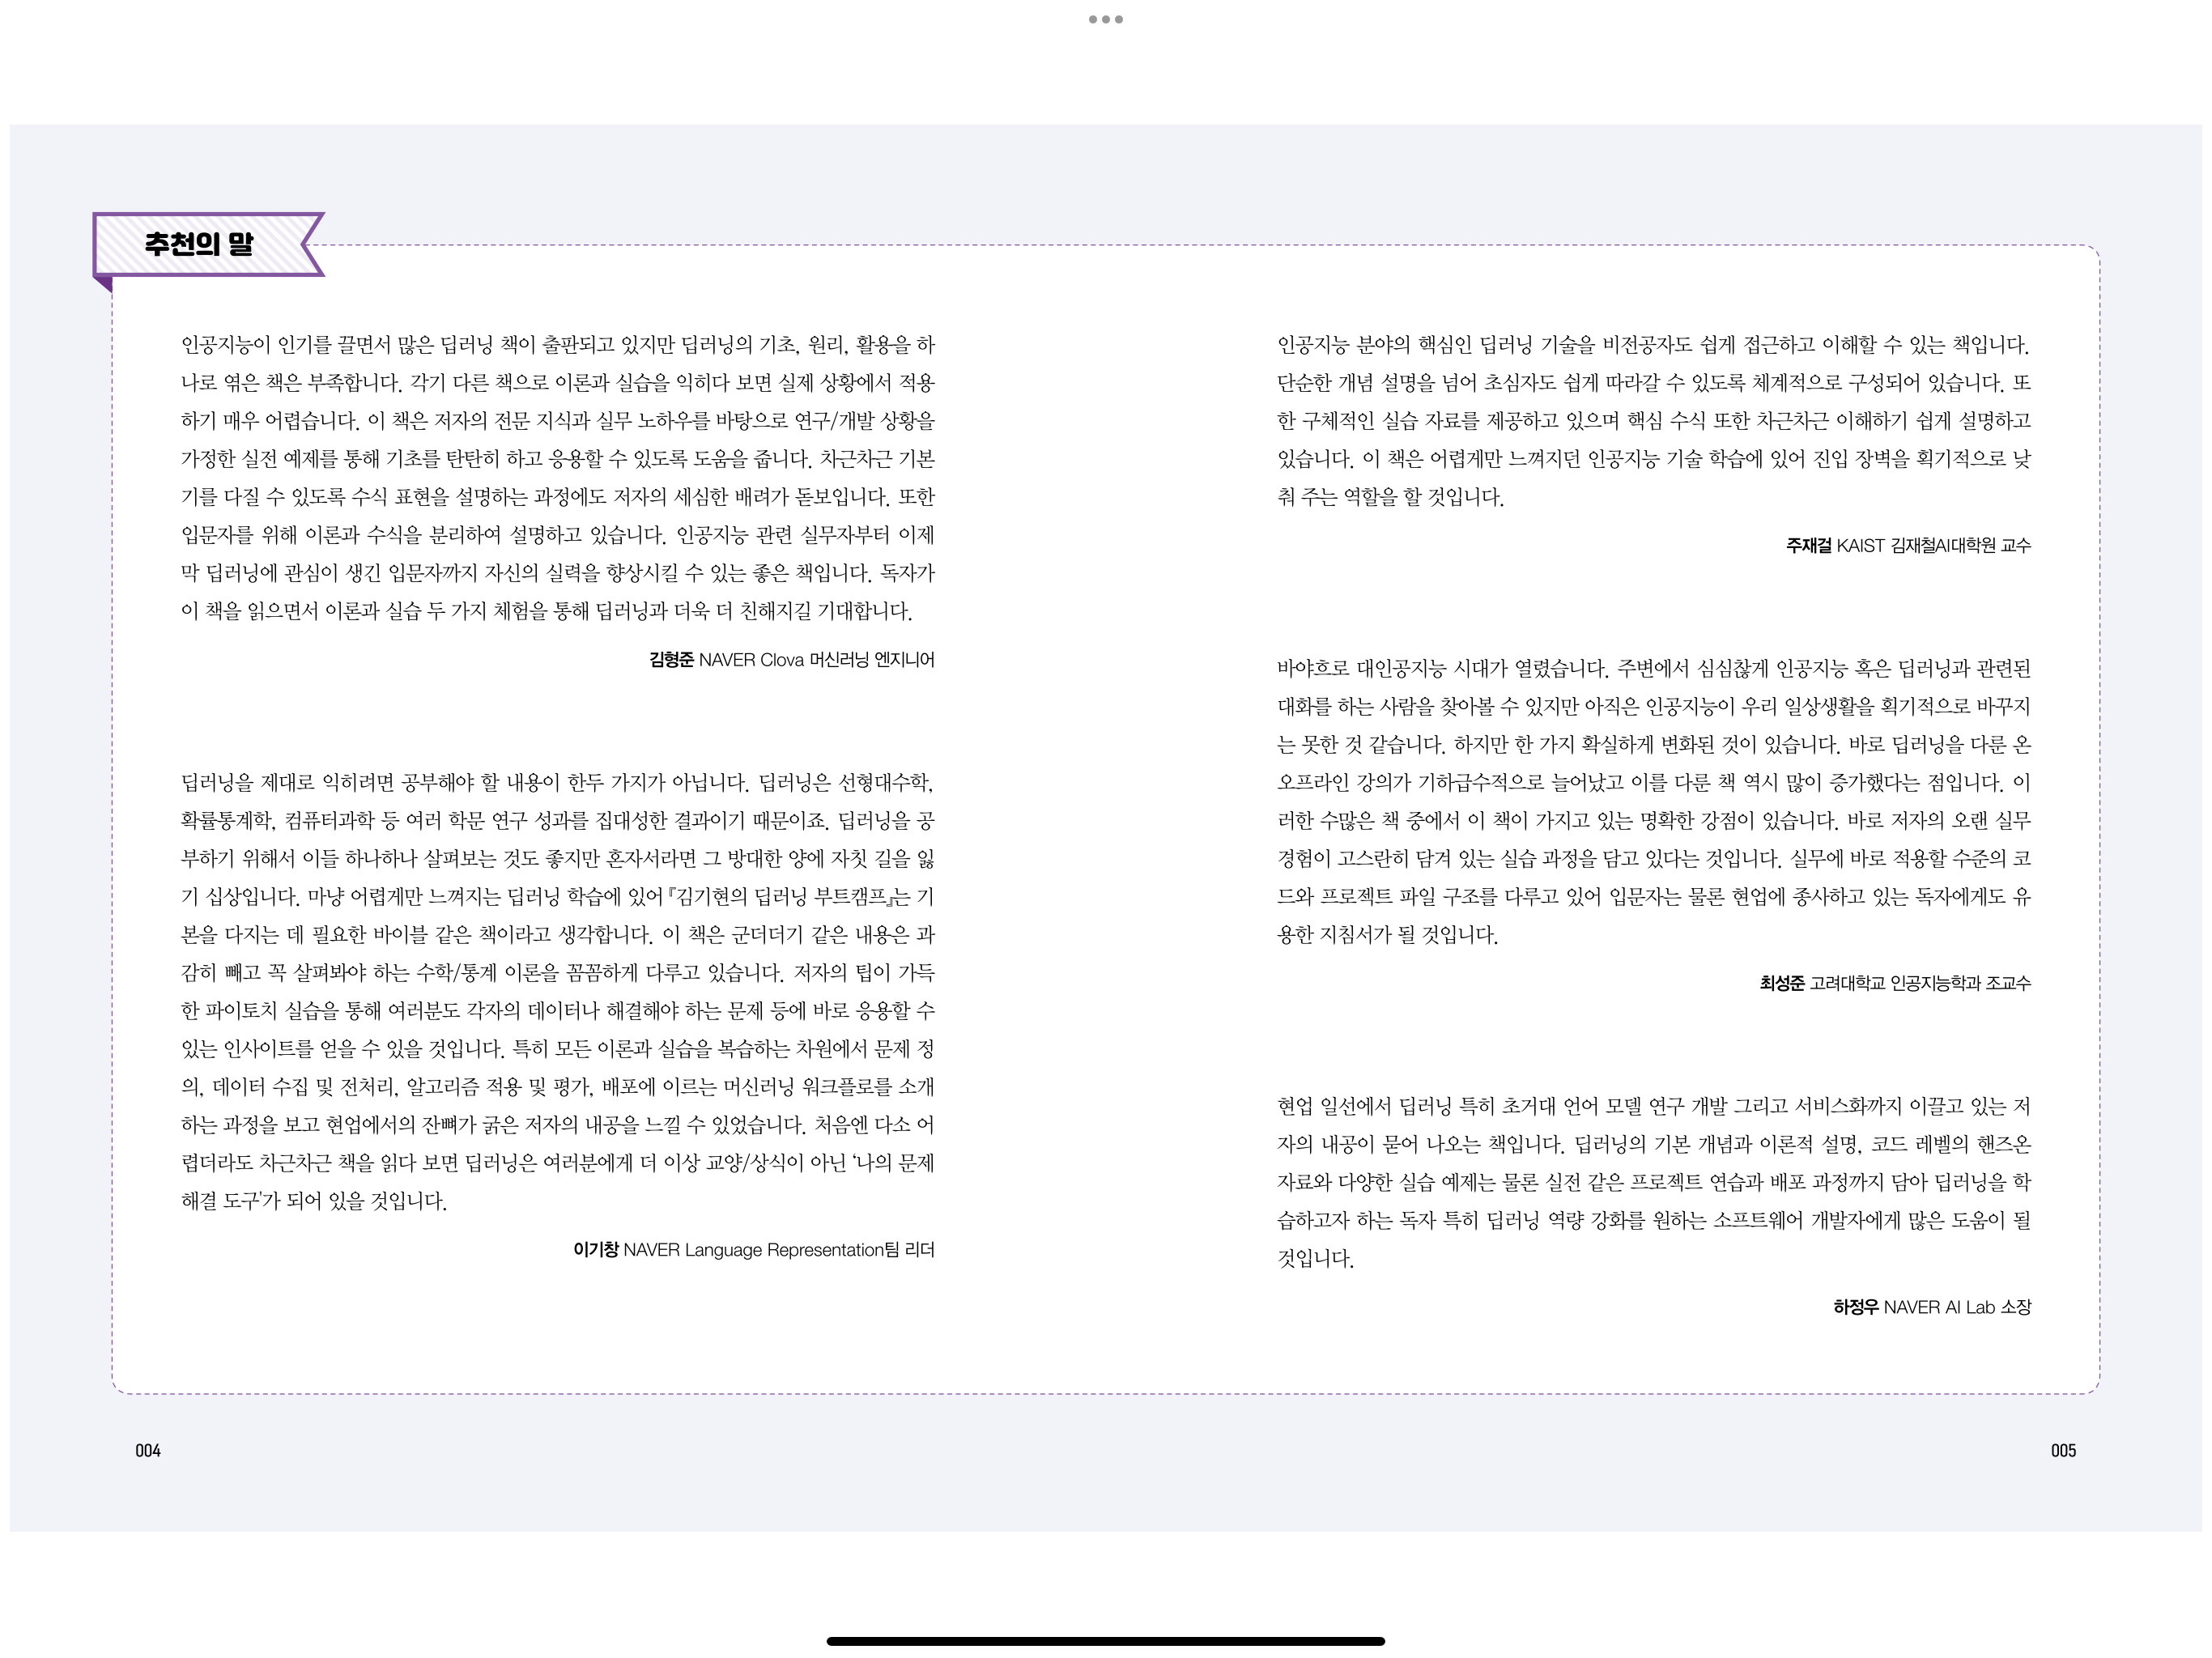 추천의 말
인공지능이 인기를 끌면서 많은 딥러닝 책이 출판되고 있지만 딥러닝의 기초, 원리, 활용을 하
나로 엮은 책은 부족합니다. 각기 다른 책으로 이론과 실습을 익히다 보면 실제 상황에서 적용
하기 매우 어렵습니다. 이 책은 저자의 전문 지식과 실무 노하우를 바탕으로 연구/개발 상황을
가정한 실전 예제를 통해 기초를 탄탄히 하고 응용할 수 있도록 도움을 줍니다. 차근차근 기본
기를 다질 수 있도록 수식 표현을 설명하는 과정에도 저자의 세심한 배려가 돋보입니다. 또한
입문자를 위해 이론과 수식을 분리하여 설명하고 있습니다. 인공지능 관련 실무자부터 이제
막 딥러닝에 관심이 생긴 입문자까지 자신의 실력을 향상시킬 수 있는 좋은 책입니다. 독자가
이 책을 읽으면서 이론과 실습 두 가지 체험을 통해 딥러닝과 더욱 더 친해지길 기대합니다.
김형준 NAVER Clova 머신러닝 엔지니어
딥러닝을 제대로 익히려면 공부해야 할 내용이 한두 가지가 아닙니다. 딥러닝은 선형대수학,
확률통계학, 컴퓨터과학 등 여러 학문 연구 성과를 집대성한 결과이기 때문이죠. 딥러닝을 공
부하기 위해서 이들 하나하나 살펴보는 것도 좋지만 혼자서라면 그 방대한 양에 자칫 길을 잃
기 십상입니다. 마냥 어렵게만 느껴지는 딥러닝 학습에 있어 『김기현의 딥러닝 부트캠프』는 기
본을 다지는 데 필요한 바이블 같은 책이라고 생각합니다. 이 책은 군더더기 같은 내용은 과
감히 빼고 꼭 살펴봐야 하는 수학/통계 이론을 꼼꼼하게 다루고 있습니다. 저자의 팁이 가득
한 파이토치 실습을 통해 여러분도 각자의 데이터나 해결해야 하는 문제 등에 바로 응용할 수
있는 인사이트를 얻을 수 있을 것입니다. 특히 모든 이론과 실습을 복습하는 차원에서 문제 정
의, 데이터 수집 및 전처리, 알고리즘 적용 및 평가, 배포에 이르는 머신러닝 워크플로를 소개
하는 과정을 보고 현업에서의 잔뼈가 굵은 저자의 내공을 느낄 수 있었습니다. 처음엔 다소 어
렵더라도 차근차근 책을 읽다 보면 딥러닝은 여러분에게 더 이상 교양/상식이 아닌 ‘나의 문제
해결 도구'가 되어 있을 것입니다.
이기창 NAVER Language Representation팀 리더
004
인공지능 분야의 핵심인 딥러닝 기술을 비전공자도 쉽게 접근하고 이해할 수 있는 책입니다.
단순한 개념 설명을 넘어 초심자도 쉽게 따라갈 수 있도록 체계적으로 구성되어 있습니다. 또
한 구체적인 실습 자료를 제공하고 있으며 핵심 수식 또한 차근차근 이해하기 쉽게 설명하고
있습니다. 이 책은 어렵게만 느껴지던 인공지능 기술 학습에 있어 진입 장벽을 획기적으로 낮
춰 주는 역할을 할 것입니다.
주재걸 KAIST 김재철AI대학원 교수
바야흐로 대인공지능 시대가 열렸습니다. 주변에서 심심찮게 인공지능 혹은 딥러닝과 관련된
대화를 하는 사람을 찾아볼 수 있지만 아직은 인공지능이 우리 일상생활을 획기적으로 바꾸지
는 못한 것 같습니다. 하지만 한 가지 확실하게 변화된 것이 있습니다. 바로 딥러닝을 다룬 온
오프라인 강의가 기하급수적으로 늘어났고 이를 다룬 책 역시 많이 증가했다는 점입니다. 이
러한 수많은 책 중에서 이 책이 가지고 있는 명확한 강점이 있습니다. 바로 저자의 오랜 실무
경험이 고스란히 담겨 있는 실습 과정을 담고 있다는 것입니다. 실무에 바로 적용할 수준의 코
드와 프로젝트 파일 구조를 다루고 있어 입문자는 물론 현업에 종사하고 있는 독자에게도 유
용한 지침서가 될 것입니다.
최성준 고려대학교 인공지능학과 조교수
현업 일선에서 딥러닝 특히 초거대 언어 모델 연구 개발 그리고 서비스화까지 이끌고 있는 저
자의 내공이 묻어 나오는 책입니다. 딥러닝의 기본 개념과 이론적 설명, 코드 레벨의 핸즈온
자료와 다양한 실습 예제는 물론 실전 같은 프로젝트 연습과 배포 과정까지 담아 딥러닝을 학
습하고자 하는 독자 특히 딥러닝 역량 강화를 원하는 소프트웨어 개발자에게 많은 도움이 될
것입니다.
하정우 NAVER AI Lab 소장
005